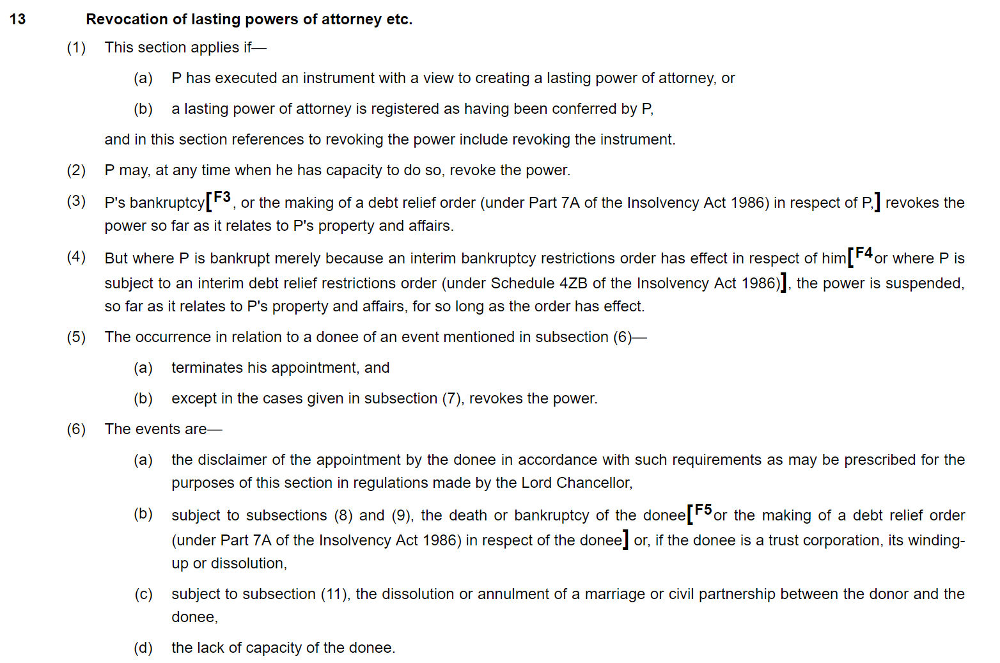 13 Revocation of lasting powers of attorney etc.
(1) This section applies if—
(a) P has executed an instrument with a view to creating a lasting power of attorney, or
(b) a lasting power of attorney is registered as having been conferred by P,
and in this section references to revoking the power include revoking the instrument.
(2) P may, at any time when he has capacity to do so, revoke the power.
(3) P's bankruptcy[F3, or the making of a debt relief order (under Part 7A of the Insolvency Act 1986) in respect of P,] revokes the
power so far as it relates to P's property and affairs.
(4) But where P is bankrupt merely because an interim bankruptcy restrictions order has effect in respect of him[F4or where P is
subject to an interim debt relief restrictions order (under Schedule 4ZB of the Insolvency Act 1986)], the power is suspended,
so far as it relates to P's property and affairs, for so long as the order has effect.
(5) The occurrence in relation to a donee of an event mentioned in subsection (6)—
(a) terminates his appointment, and
(b) except in the cases given in subsection (7), revokes the power.
(6) The events are—
(a) the disclaimer of the appointment by the donee in accordance with such requirements as may be prescribed for the
purposes of this section in regulations made by the Lord Chancellor,
(b) subject to subsections (8) and (9), the death or bankruptcy of the donee[F5or the making of a debt relief order
(under Part 7A of the Insolvency Act 1986) in respect of the donee] or, if the donee is a trust corporation, its winding-
up or dissolution,
(c) subject to subsection (11), the dissolution or annulment of a marriage or civil partnership between the donor and the
donee,
(d) the lack of capacity of the donee.